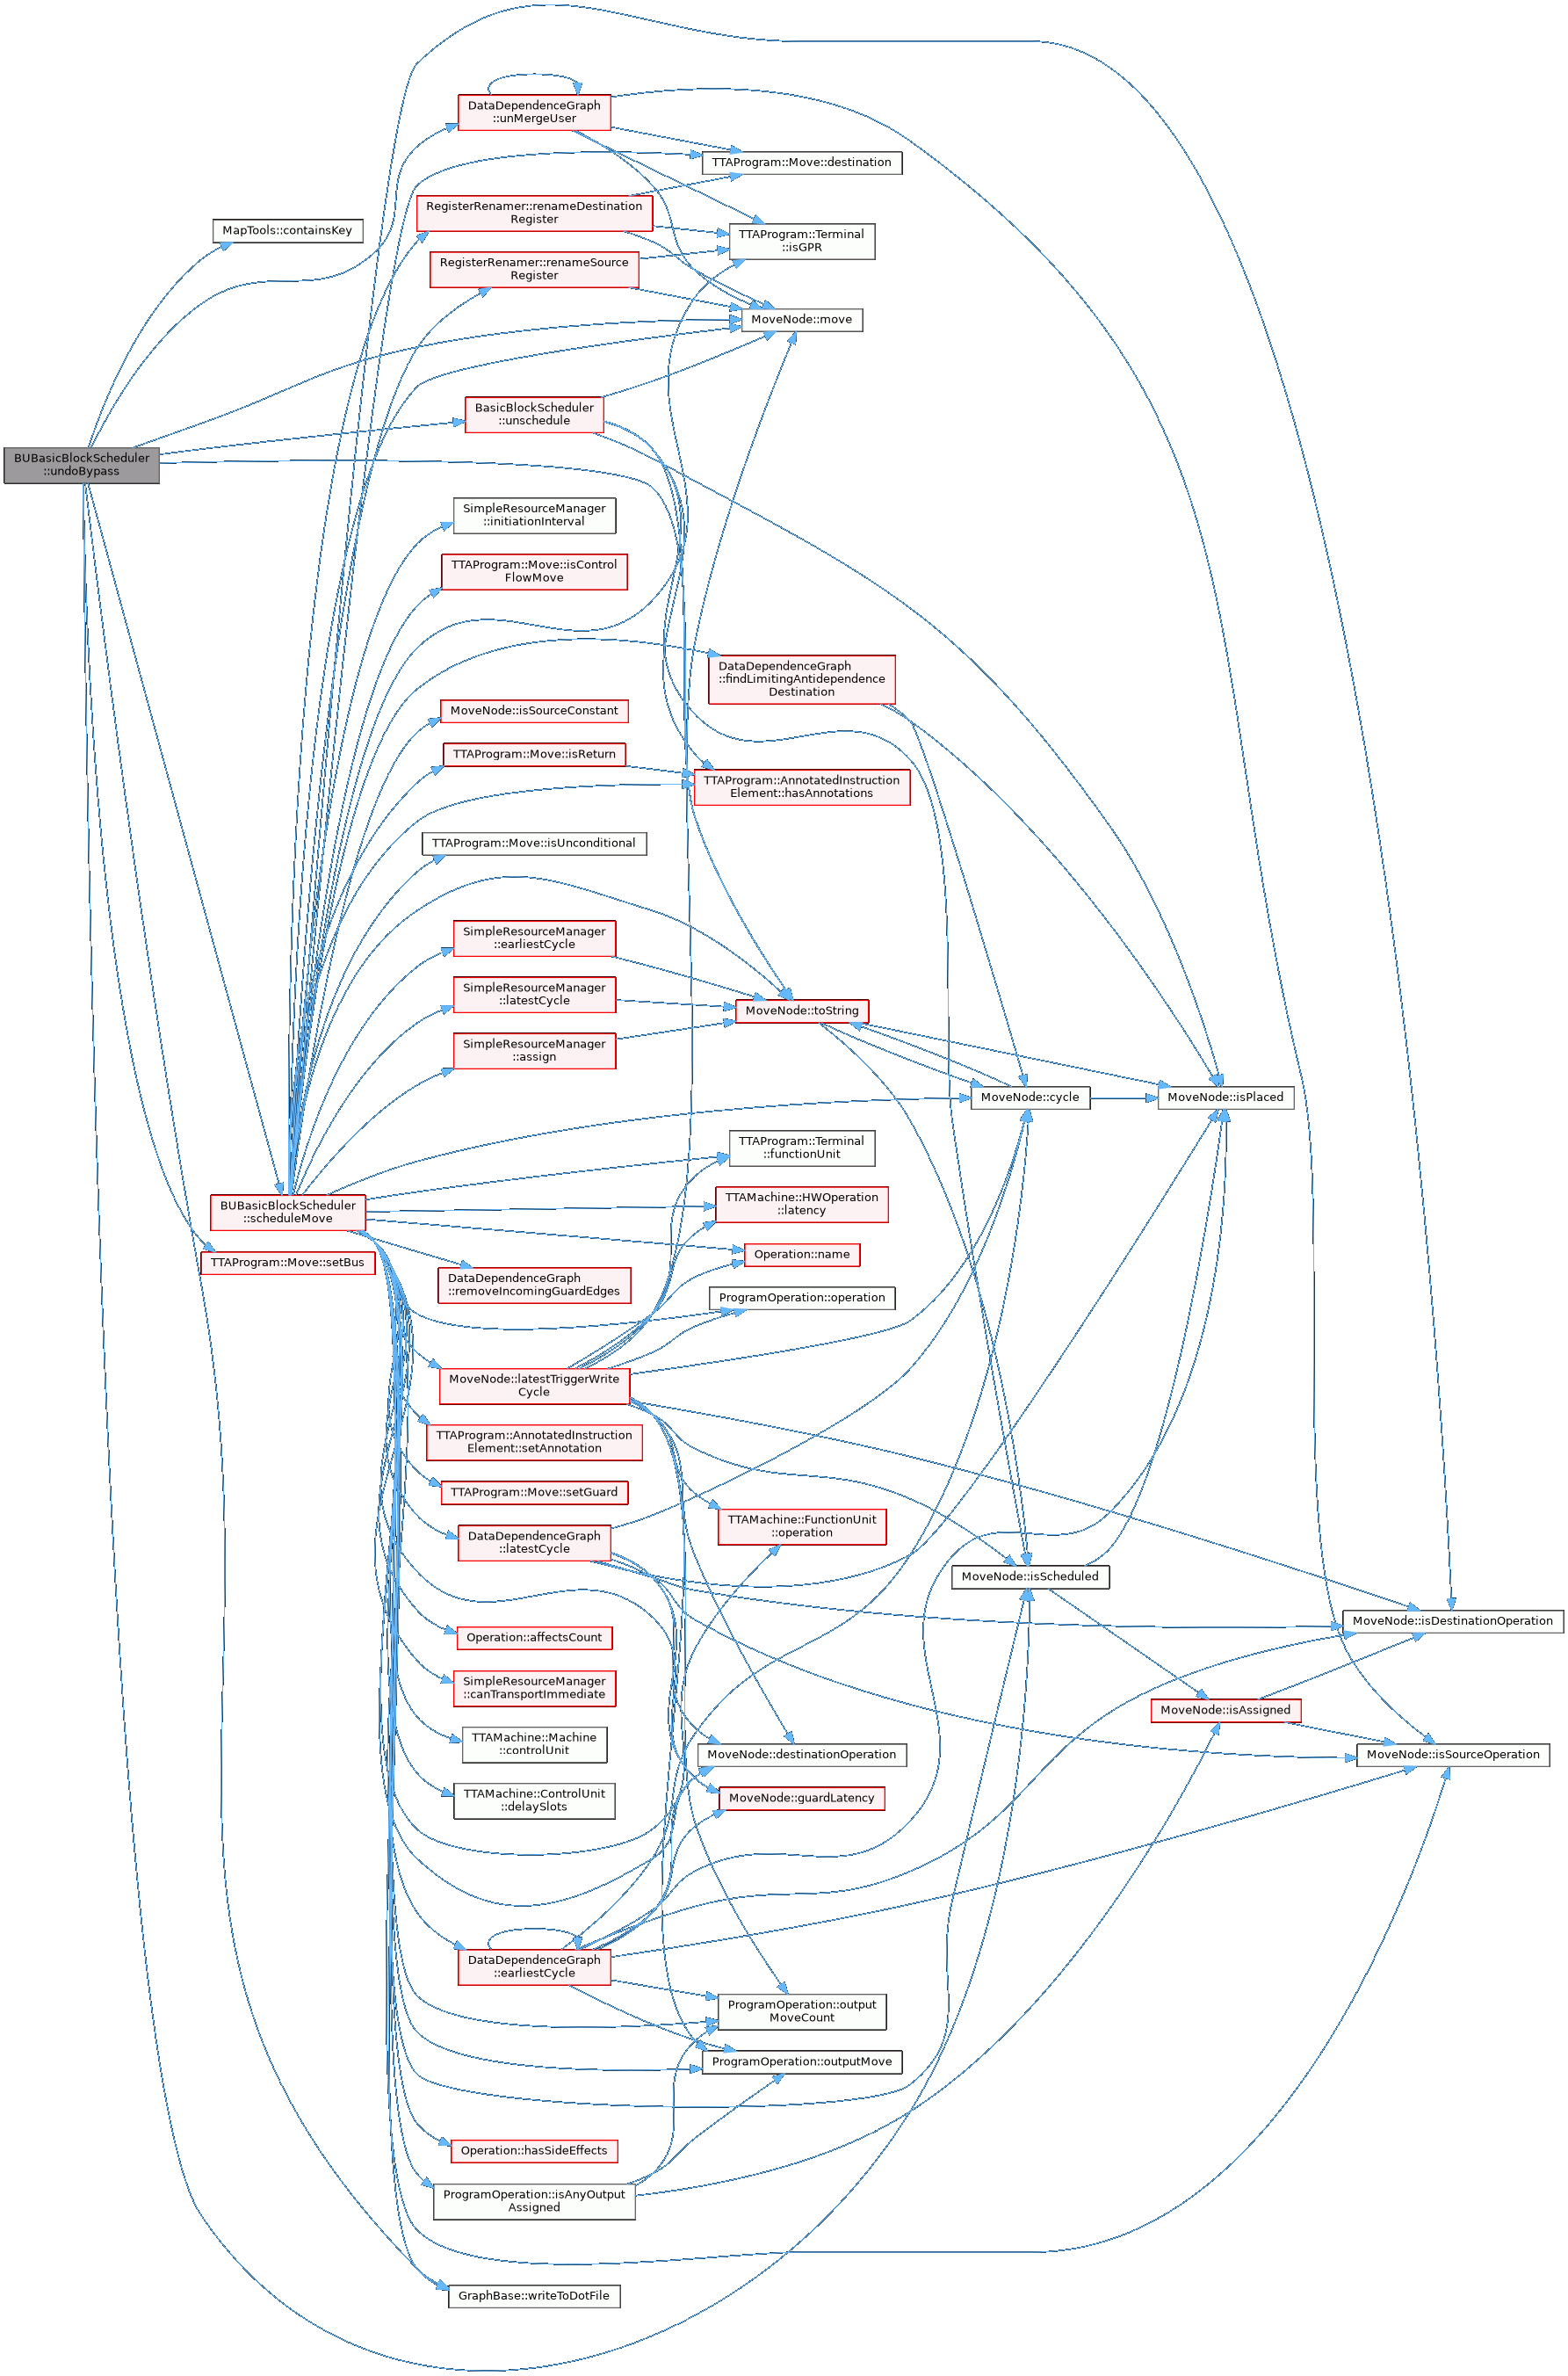 DataDependenceGraph
::unMergeUser
TTAProgram::Move::destination
RegisterRenamer::renameDestination
Register
MapTools::containsKey
TTAProgram::Terminal
::isGPR
RegisterRenamer::renameSource
Register
MoveNode::move
BasicBlockScheduler
::unschedule
BUBasicBlockScheduler
::undoBypass
SimpleResourceManager
::initiationInterval
TTAProgram::Move::isControl
FlowMove
DataDependenceGraph
::findLimitingAntidependence
Destination
MoveNode::isSourceConstant
TTAProgram::Move::isReturn
TTAProgram::AnnotatedInstruction
Element::hasAnnotations
TTAProgram::Move::isUnconditional
SimpleResourceManager
::earliestCycle
SimpleResourceManager
::latestCycle
MoveNode::toString
SimpleResourceManager
::assign
MoveNode::cycle
MoveNode::isPlaced
TTAProgram::Terminal
::functionUnit
BUBasicBlockScheduler
::scheduleMove
TTAMachine::HWOperation
::latency
TTAProgram::Move::setBus
Operation::name
DataDependenceGraph
::removeIncomingGuardEdges
ProgramOperation::operation
MoveNode::latestTriggerWrite
Cycle
TTAProgram::AnnotatedInstruction
Element::setAnnotation
TTAProgram::Move::setGuard
TTAMachine::FunctionUnit
::operation
DataDependenceGraph
::latestCycle
MoveNode::isScheduled
MoveNode::isDestinationOperation
Operation::affectsCount
SimpleResourceManager
::canTransportImmediate
MoveNode::isAssigned
TTAMachine::Machine
::controlUnit
MoveNode::destinationOperation
MoveNode::isSourceOperation
TTAMachine::ControlUnit
::delaySlots
MoveNode::guardLatency
DataDependenceGraph
::earliestCycle
ProgramOperation::output
MoveCount
ProgramOperation::outputMove
Operation::hasSideEffects
ProgramOperation::isAnyOutput
Assigned
GraphBase::writeToDotFile